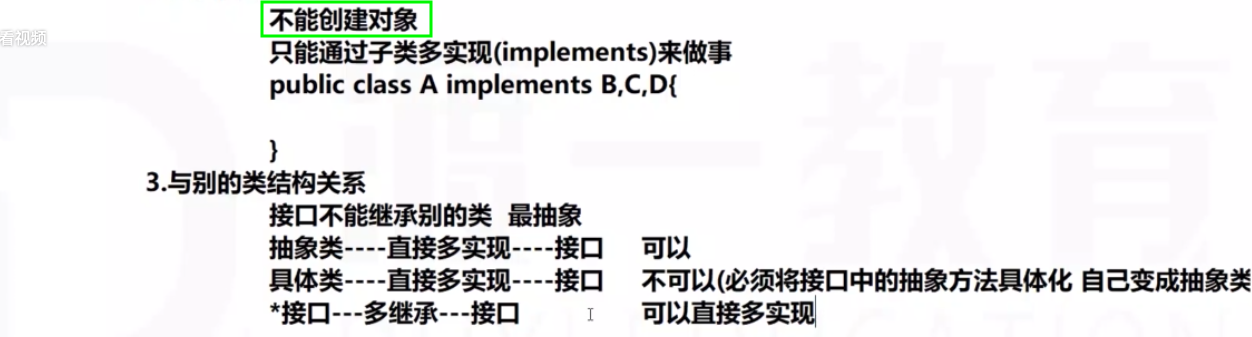 不能创建对象
看视频
只能通过子类多实现(implements)来做事
public class A implements B,C,D{
}
3.与别的类结构关系
接口不能继承别的类 最抽象
抽象类----直接多实现----接口 可以
具体类----直接多实现----接口 不可以(必须将接口中的抽象方法具体化 自己变成抽象类
*接口---多继承---接口 可以直接多实现
教育